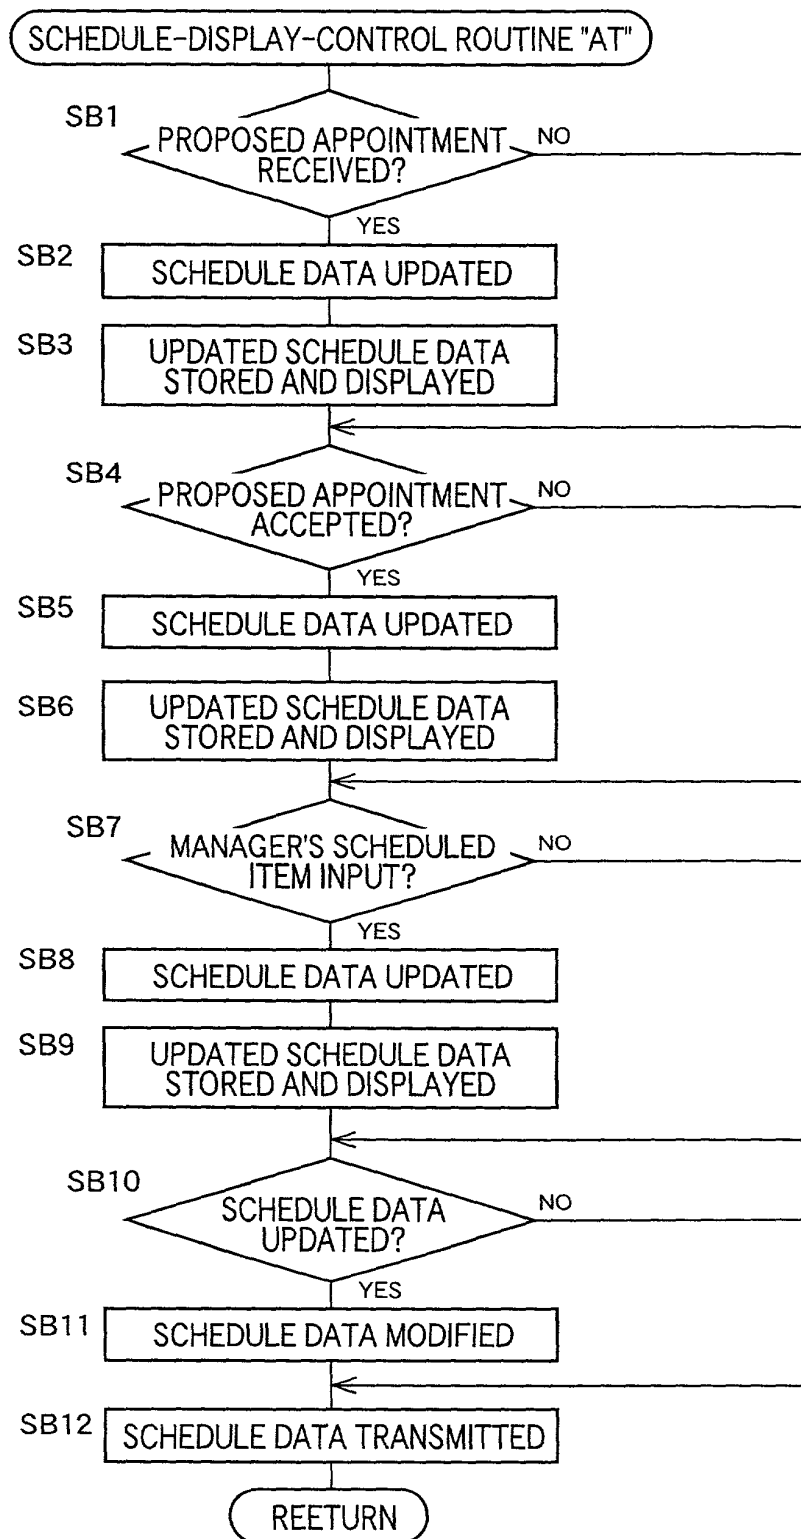 SCHEDULE-DISPLAY-CONTROL ROUTINE "AT"
SB1
PROPOSED APPOINTMENT
RECEIVED?
NO
YES
SB2
SCHEDULE DATA UPDATED
SB3
UPDATED SCHEDULE DATA
STORED AND DISPLAYED
SB4
PROPOSED APPOINTMENT
ACCEPTED?
NO
YES
SB5
SCHEDULE DATA UPDATED
SB6
UPDATED SCHEDULE DATA
STORED AND DISPLAYED
SB7
MANAGER'S SCHEDULED
ITEM INPUT?
NO
YES
SB8
SCHEDULE DATA UPDATED
SB9
UPDATED SCHEDULE DATA
STORED AND DISPLAYED
SB10
SCHEDULE DATA
UPDATED?
NO
YES
SB11
SCHEDULE DATA MODIFIED
SB12
SCHEDULE DATA TRANSMITTED
REETURN